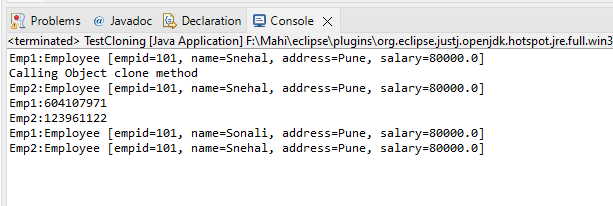 Problems Javadoc Declaration Console
<terminated> TestCloning [Java Application] F:\Mahi\eclipse\plugins\org.eclipse.justj.openjdk.hotspot.jre.full.win3
Emp1:Employee [empid=101, name=Snehal, address=Pune, salary=80000.0]
Calling Object clone method
Emp2:Employee [empid=101, name=Snehal, address=Pune, salary=80000.0]
Emp1:604107971
Emp2:123961122
Emp1:Employee [empid=101, name=Sonali, address=Pune, salary=80000.0]
Emp2:Employee [empid=101, name=Snehal, address=Pune, salary=80000.0]